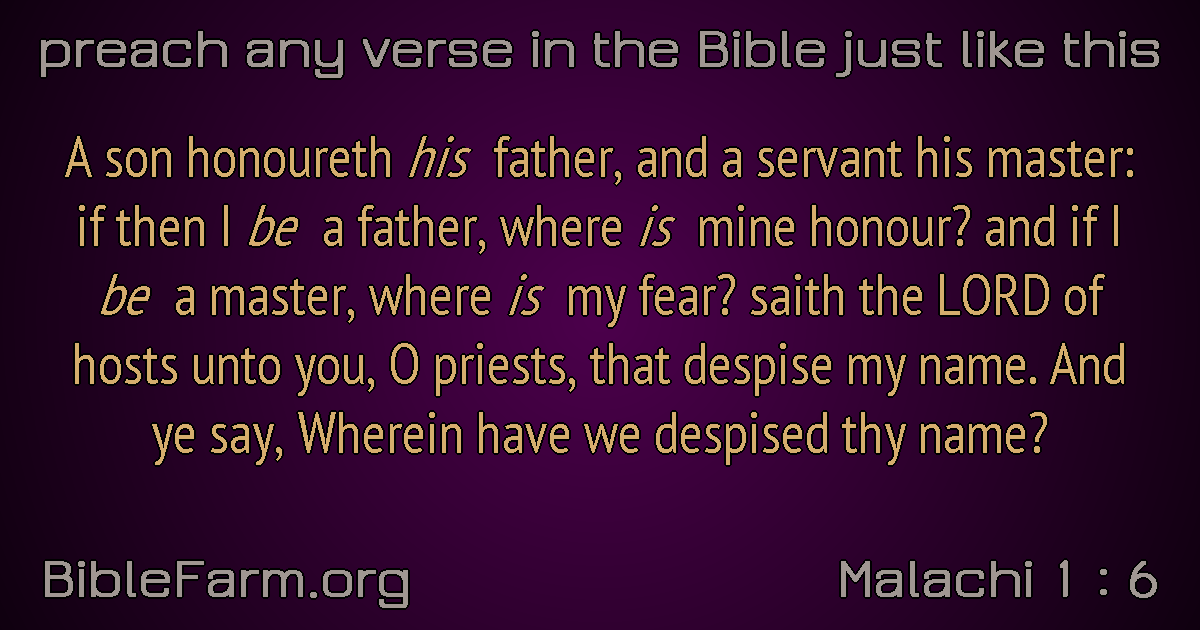 preach any verse in the Bible just like this
A son honoureth his father, and a servant his master:
if then I be a father, where is mine honour? and if I
be a master, where is my fear? saith the LORD of
hosts unto you, O priests, that despise my name. And
ye say, Wherein have we despised thy name?
BibleFarm.org
Malachi 1 : 6